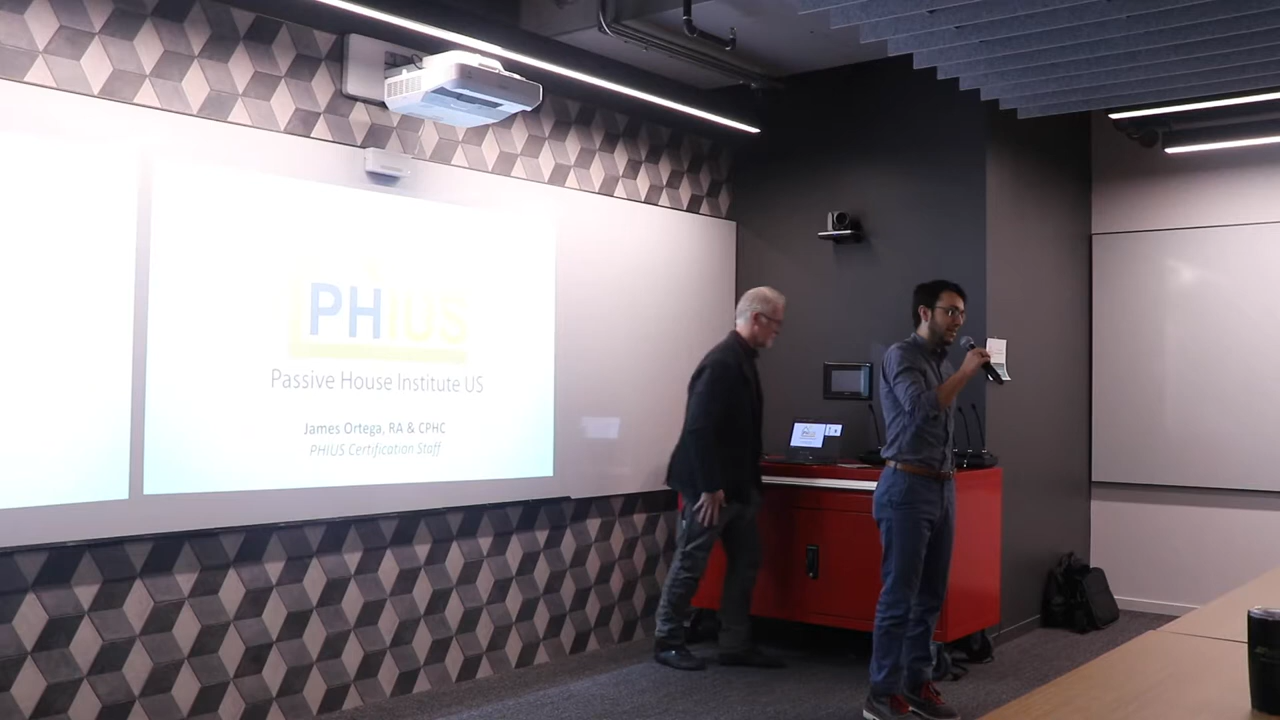 PHIUS
Passive House Institute US
James Ortega, RA & CPHC
PHIUS Certification Staff